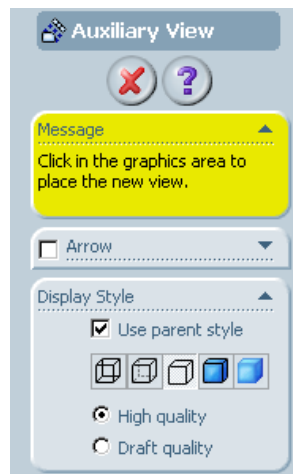 Auxiliary View
?
Message
Click in the graphics area to
place the new view.
Arrow
Display Style
Use parent style
High quality
Draft quality